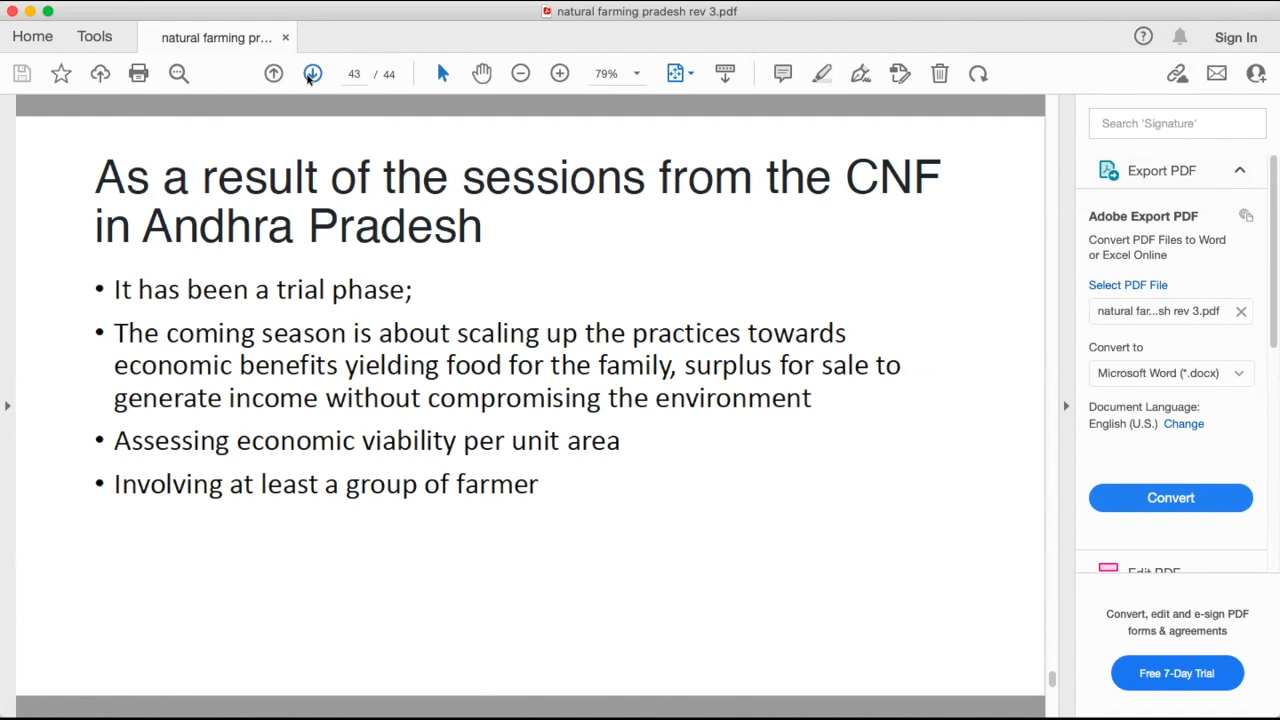 natural farming pradesh rev 3.pdf
Home
Tools
natural farming pr... ×
Sign In
43 / 44
79%
As a result of the sessions from the CNF
in Andhra Pradesh
• It has been a trial phase;
• The coming season is about scaling up the practices towards
economic benefits yielding food for the family, surplus for sale to
generate income without compromising the environment
• Assessing economic viability per unit area
• Involving at least a group of farmer
Search 'Signature'
Export PDF
Adobe Export PDF
Convert PDF Files to Word
or Excel Online
Select PDF File
natural far...sh rev 3.pdf
Convert to
Microsoft Word (*.docx)
Document Language:
English (U.S.) Change
Convert
Edit PDF
Convert, edit and e-sign PDF
forms & agreements
Free 7-Day Trial